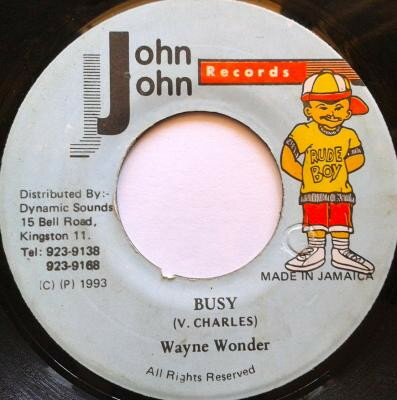 John
John
Records
RUDE
BOY
Distributed By:-
Dynamic Sounds
15 Bell Road,
Kingston 11.
Tel: 923-9138
923-9168
(C) (P) 1993
MADE IN JAMAICA
BUSY
(V. CHARLES)
Wayne Wonder
All Rights Reserved